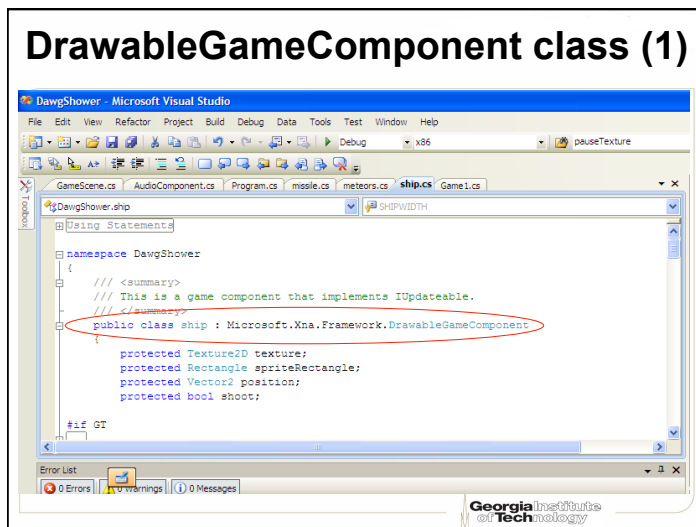 DrawableGameComponent class (1)
DawgShower - Microsoft Visual Studio
File Edit View Refactor Project Build Debug Data Tools Test Window Help
Debug x86 pauseTexture
GameScene.cs AudioComponent.cs Program.cs missile.cs meteors.cs ship.cs Game1.cs
Toolbox
DawgShower.ship SHIPWIDTH
Using Statements
namespace DawgShower
{
/// <summary>
/// This is a game component that implements IUpdateable.
/// </summary>
public class ship : Microsoft.Xna.Framework.DrawableGameComponent
{
protected Texture2D texture;
protected Rectangle spriteRectangle;
protected Vector2 position;
protected bool shoot;
#if GT
Error List
0 Errors 0 Warnings 0 Messages
Georgia Institute
of Technology